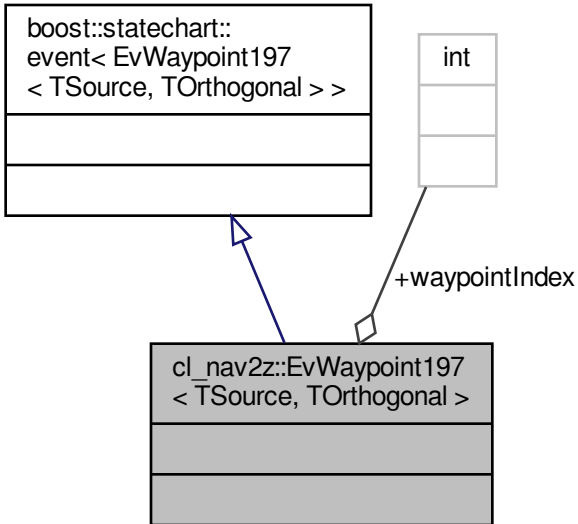 boost::statechart::
event< EvWaypoint197
< TSource, TOrthogonal > >
int
+waypointIndex
cl_nav2z::EvWaypoint197
< TSource, TOrthogonal >